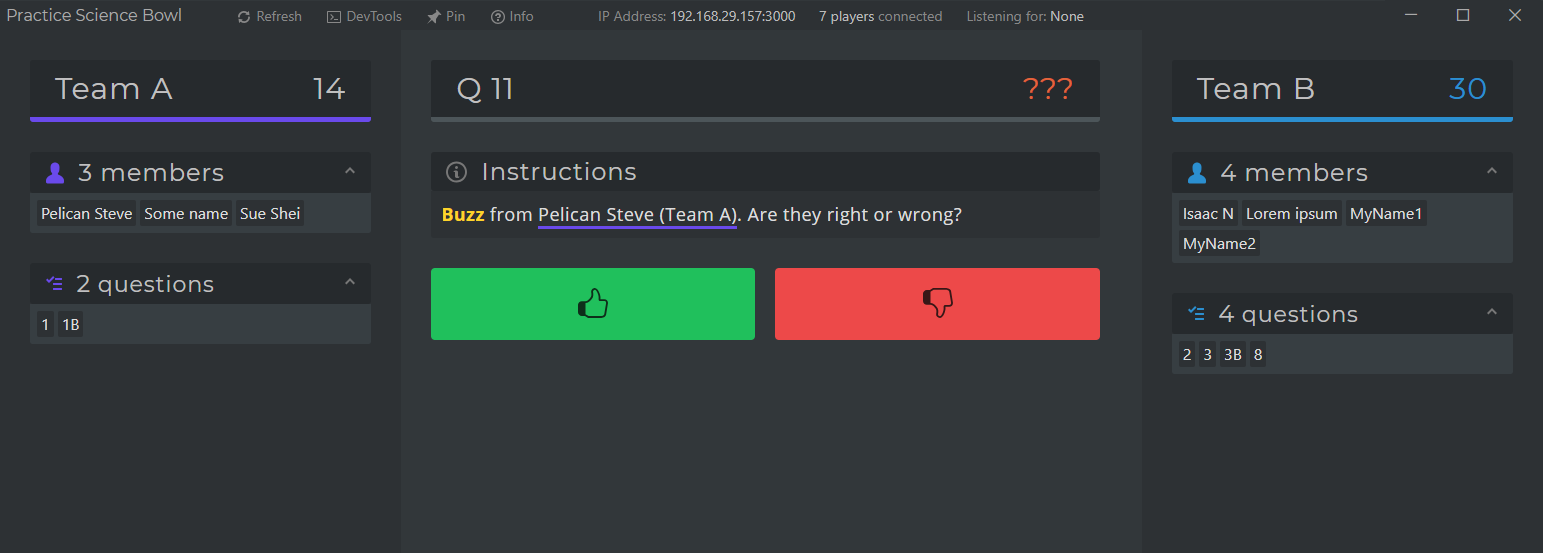 Practice Science Bowl Refresh DevTools Pin Info IP Address: 192.168.29.157:3000 7 players connected Listening for: None
Team A 14
3 members
Pelican Steve Some name Sue Shei
2 questions
1 1B
Q 11 ???
Instructions
Buzz from Pelican Steve (Team A). Are they right or wrong?
Team B 30
4 members
Isaac N Lorem ipsum MyName1
MyName2
4 questions
2 3 3B 8